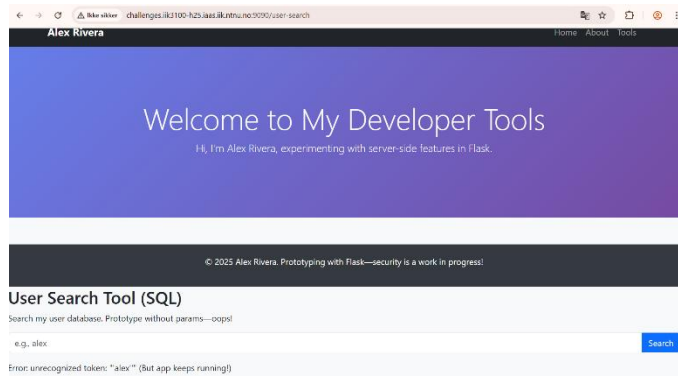 Ikke sikker challenges.iik1100-h25.iaas.iik.ntnu.no:9090/user-search
Alex Rivera Home About Tools
Welcome to My Developer Tools
Hi, I'm Alex Rivera, experimenting with server-side features in Flask.
© 2025 Alex Rivera. Prototyping with Flask—security is a work in progress!
User Search Tool (SQL)
Search my user database. Prototype without params—oops!
e.g., alex Search
Error: unrecognized token: "'alex'" (But app keeps running!)